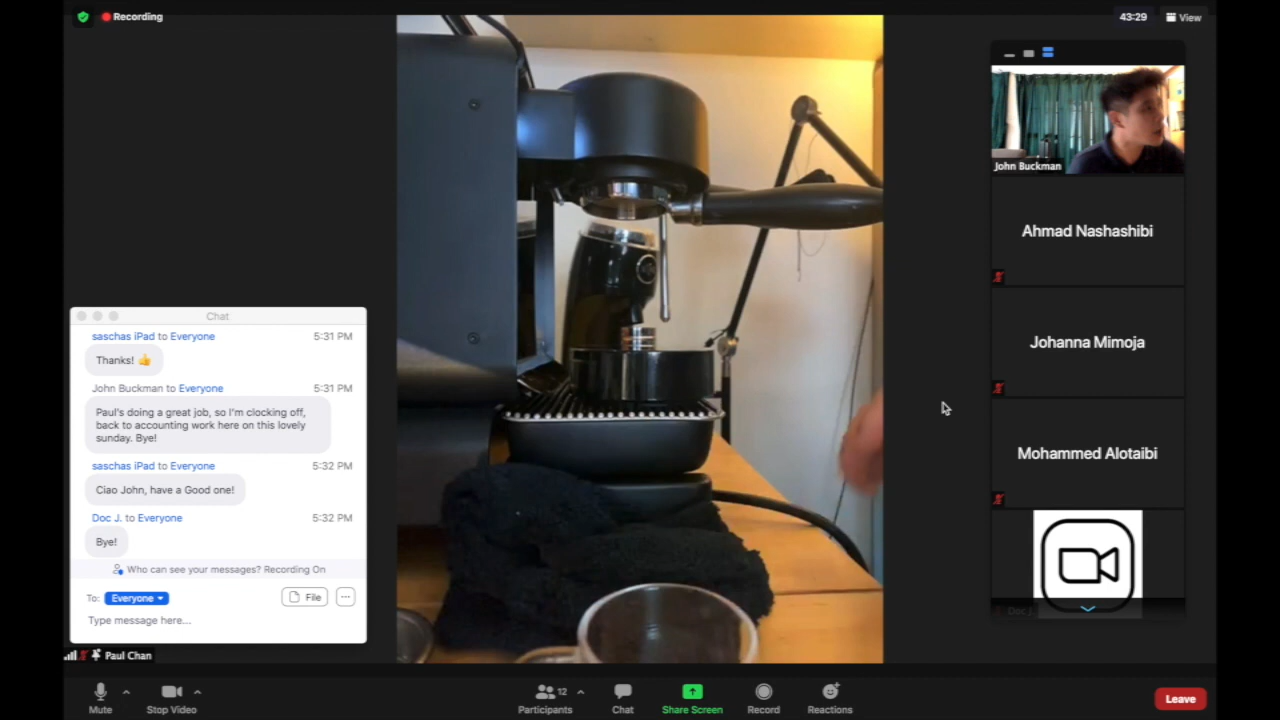 Recording
43:29
View
John Buckman
Ahmad Nashashibi
Johanna Mimoja
Mohammed Alotaibi
Doc J.
Chat
saschas iPad to Everyone 5:31 PM
Thanks! 👍
John Buckman to Everyone 5:31 PM
Paul's doing a great job, so I'm clocking off,
back to accounting work here on this lovely
sunday. Bye!
saschas iPad to Everyone 5:32 PM
Ciao John, have a Good one!
Doc J. to Everyone 5:32 PM
Bye!
Who can see your messages? Recording On
To: Everyone
File
Type message here...
Paul Chan
Mute
Stop Video
Participants 12
Chat
Share Screen
Record
Reactions
Leave